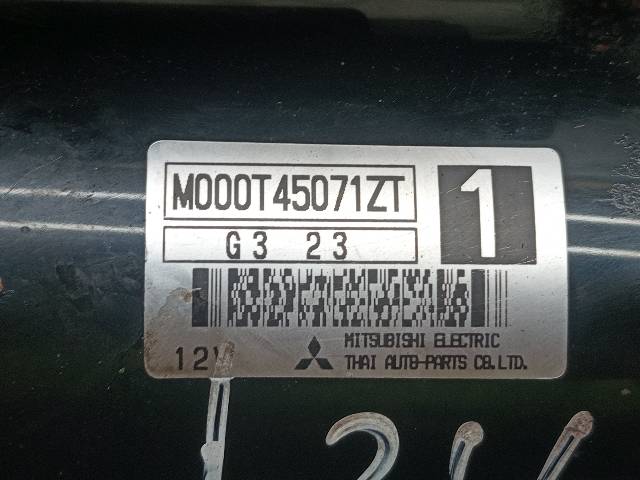 M000T45071ZT
1
G3 23
12V
MITSUBISHI ELECTRIC
THAI AUTO-PARTS CO.LTD.